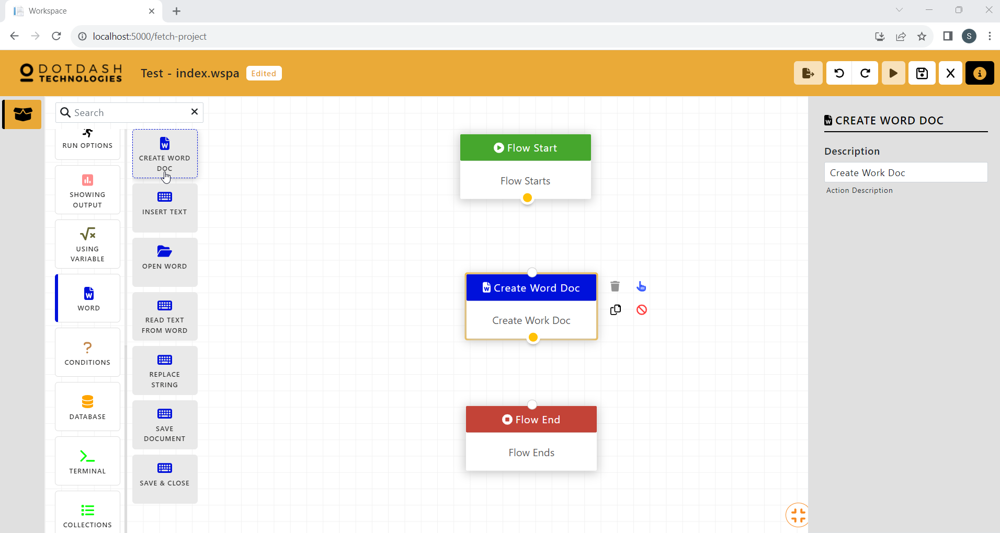 Workspace
localhost:5000/fetch-project
S
DOTDASH
TECHNOLOGIES
Test - index.wspa
Edited
Search
RUN OPTIONS
SHOWING
OUTPUT
USING
VARIABLE
WORD
CONDITIONS
DATABASE
TERMINAL
COLLECTIONS
CREATE WORD
DOC
INSERT TEXT
OPEN WORD
READ TEXT
FROM WORD
REPLACE
STRING
SAVE
DOCUMENT
SAVE & CLOSE
Flow Start
Flow Starts
Create Word Doc
Create Work Doc
Flow End
Flow Ends
CREATE WORD DOC
Description
Create Work Doc
Action Description